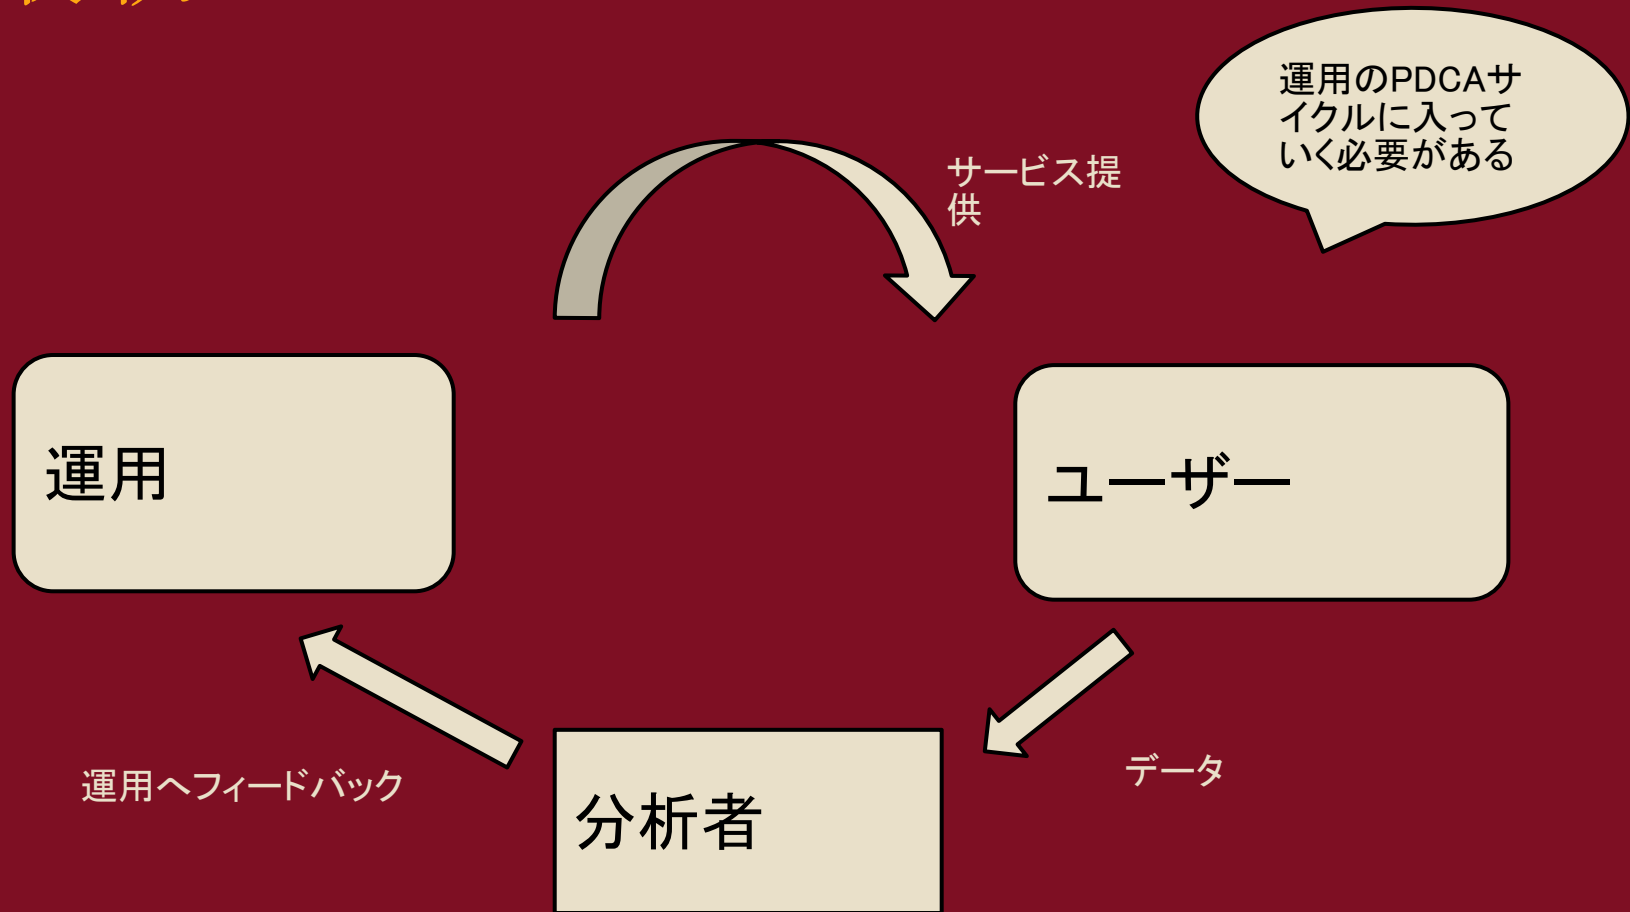 運用のPDCAサ
イクルに入って
いく必要がある
サービス提
供
運用
ユーザー
運用へフィードバック
データ
分析者